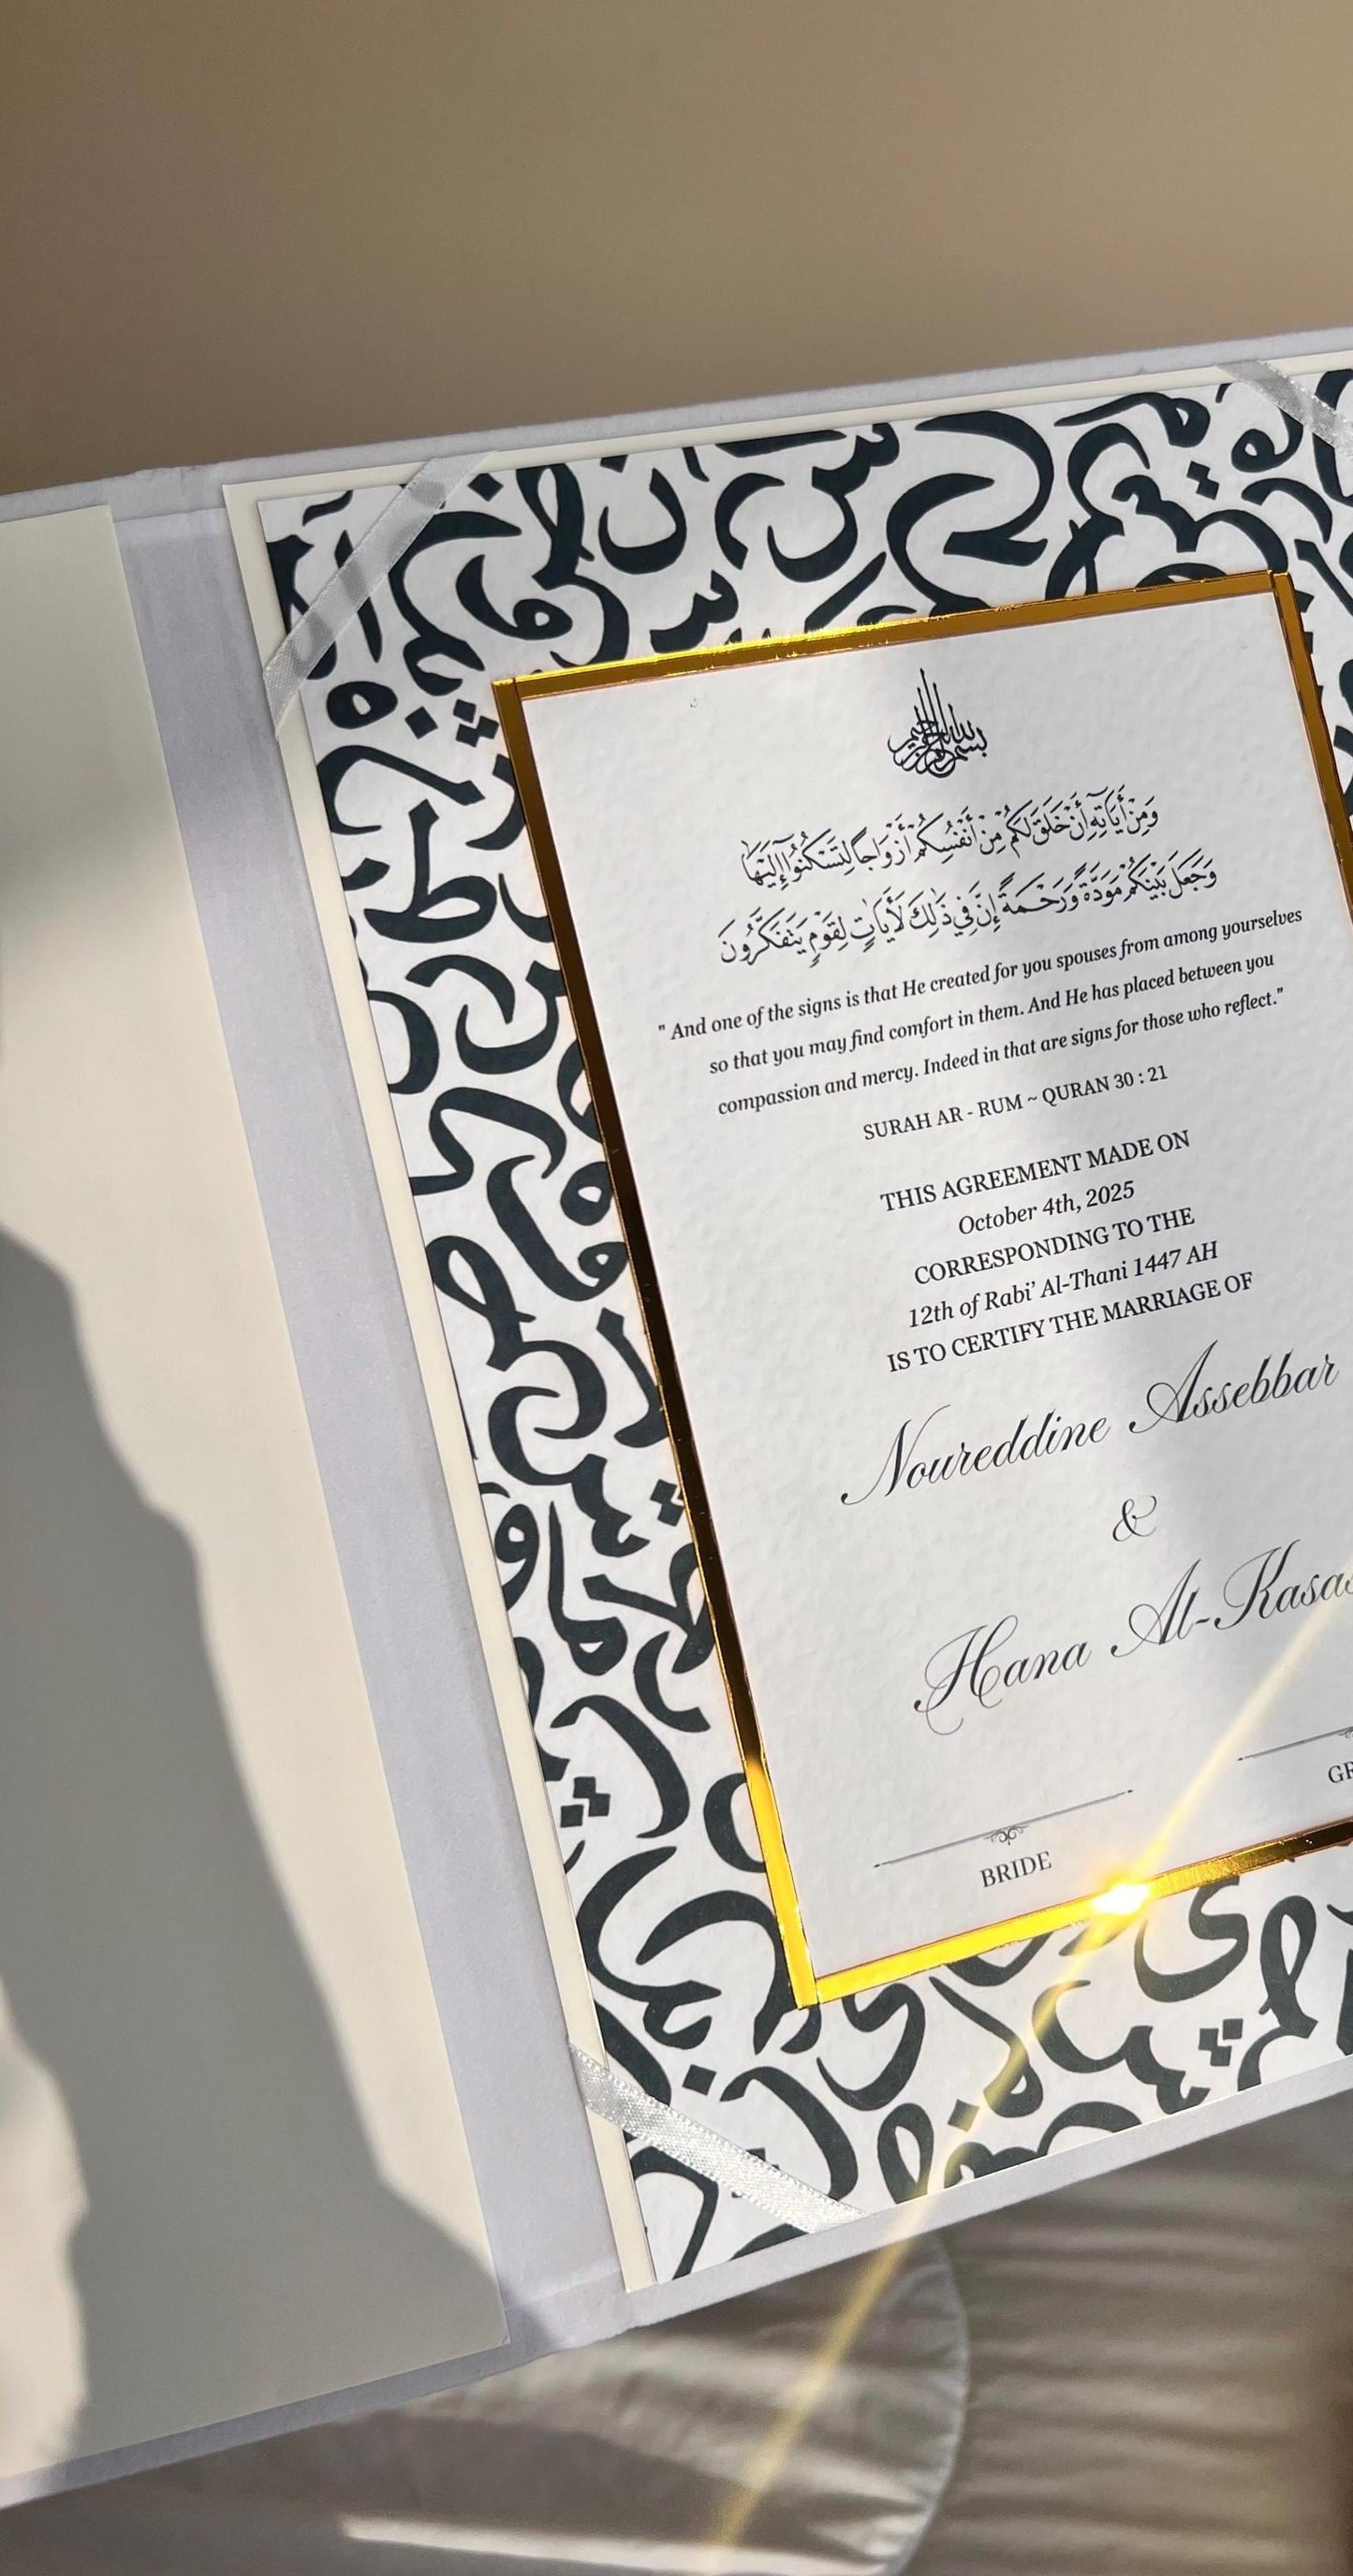 بسم الله الرحمن الرحيم
وَمِنْ أَيَاتِهِ أَنْ خَلَقَ لَكُم مِنْ أَنْفُسِكُمْ أَزْوَاجًا لِتَسْكُنُوا إِلَيْهَا
وَجَعَلَ بَيْنَكُم مَوَدَّةً وَرَحْمَةً إِنَّ فِي ذَلِكَ لَأَيَاتٍ لِقَوْمٍ يَتَفَكَّرُونَ
" And one of the signs is that He created for you spouses from among yourselves
so that you may find comfort in them. And He has placed between you
compassion and mercy. Indeed in that are signs for those who reflect."
SURAH AR - RUM ~ QURAN 30 : 21
THIS AGREEMENT MADE ON
October 4th, 2025
CORRESPONDING TO THE
12th of Rabi’ Al-Thani 1447 AH
IS TO CERTIFY THE MARRIAGE OF
Noureddine Assebbar
&
Hana
BRIDE